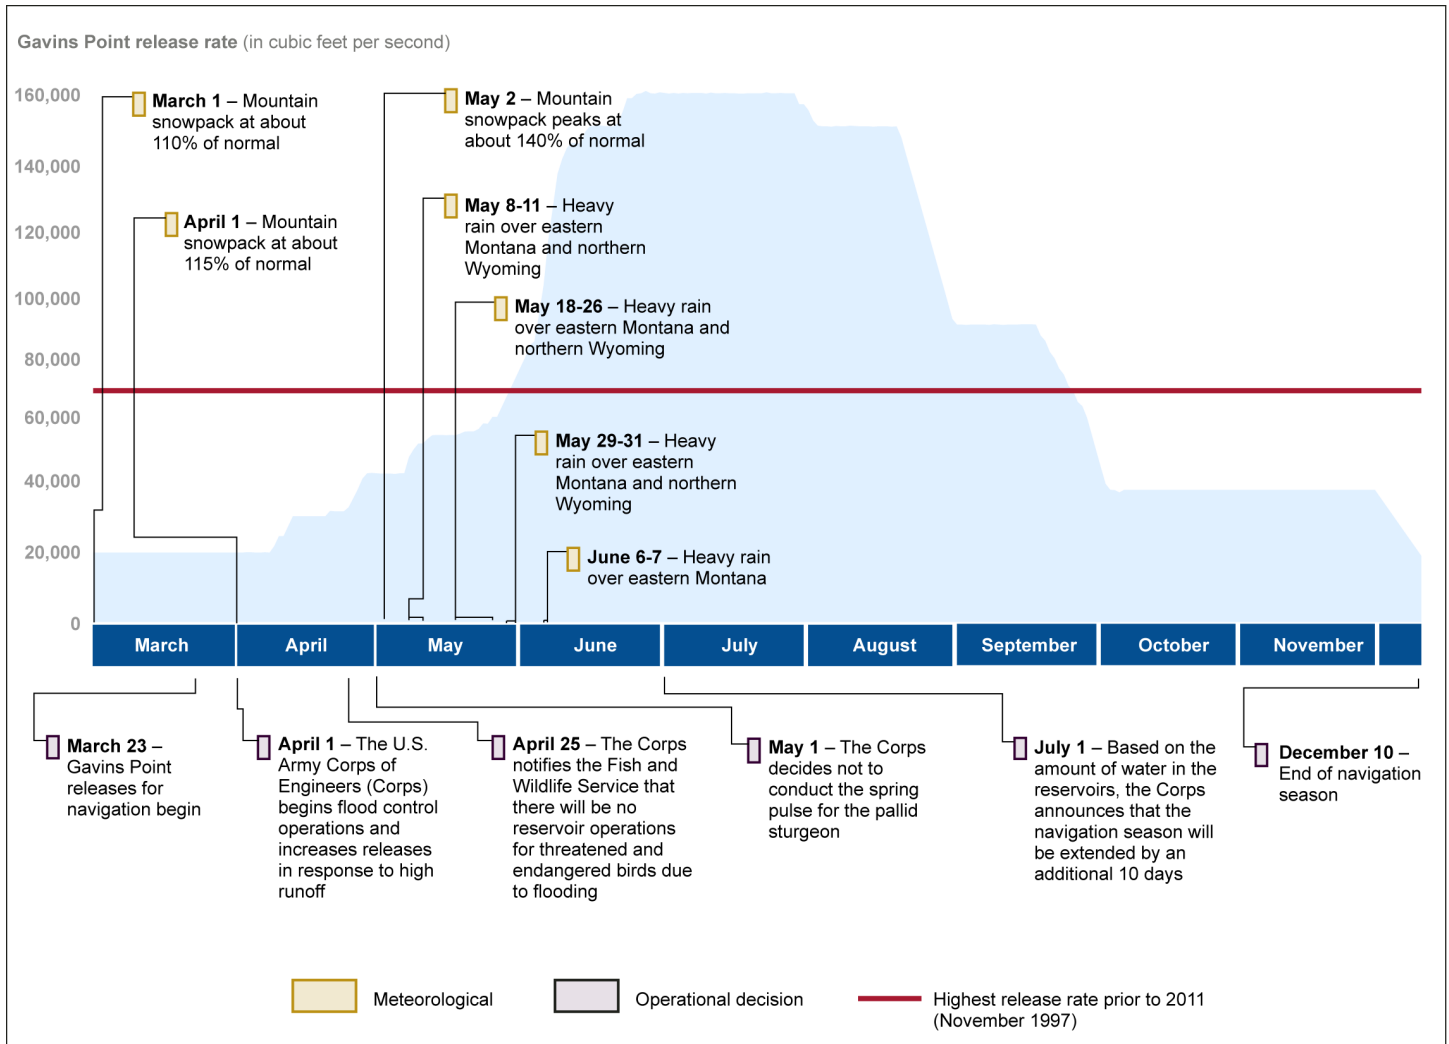 Gavins Point release rate (in cubic feet per second)
160,000
140,000
120,000
100,000
80,000
60,000
40,000
20,000
0
March 1 – Mountain
snowpack at about
110% of normal
April 1 – Mountain
snowpack at about
115% of normal
May 2 – Mountain
snowpack peaks at
about 140% of normal
May 8-11 – Heavy
rain over eastern
Montana and northern
Wyoming
May 18-26 – Heavy rain
over eastern Montana and
northern Wyoming
May 29-31 – Heavy
rain over eastern
Montana and northern
Wyoming
June 6-7 – Heavy rain
over eastern Montana
March
April
May
June
July
August
September
October
November
March 23 –
Gavins Point
releases for
navigation begin
April 1 – The U.S.
Army Corps of
Engineers (Corps)
begins flood control
operations and
increases releases
in response to high
runoff
April 25 – The Corps
notifies the Fish and
Wildlife Service that
there will be no
reservoir operations
for threatened and
endangered birds due
to flooding
May 1 – The Corps
decides not to
conduct the spring
pulse for the pallid
sturgeon
July 1 – Based on the
amount of water in the
reservoirs, the Corps
announces that the
navigation season will
be extended by an
additional 10 days
December 10 –
End of navigation
season
Meteorological
Operational decision
Highest release rate prior to 2011
(November 1997)